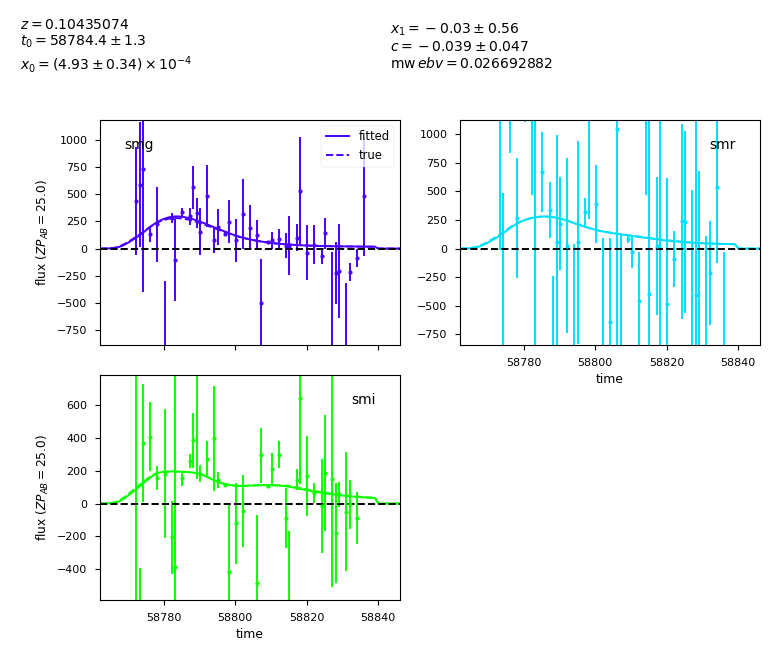 z = 0.10435074
t₀ = 58784.4 ± 1.3
x₀ = (4.93 ± 0.34) × 10⁻⁴
x₁ = −0.03 ± 0.56
c = −0.039 ± 0.047
mw ebv = 0.026692882
smg
fitted
true
1000
750
500
250
0
−250
−500
−750
flux (ZP_AB = 25.0)
smr
1000
750
500
250
0
−250
−500
−750
58780 58800 58820 58840
time
smi
600
400
200
0
−200
−400
flux (ZP_AB = 25.0)
58780 58800 58820 58840
time